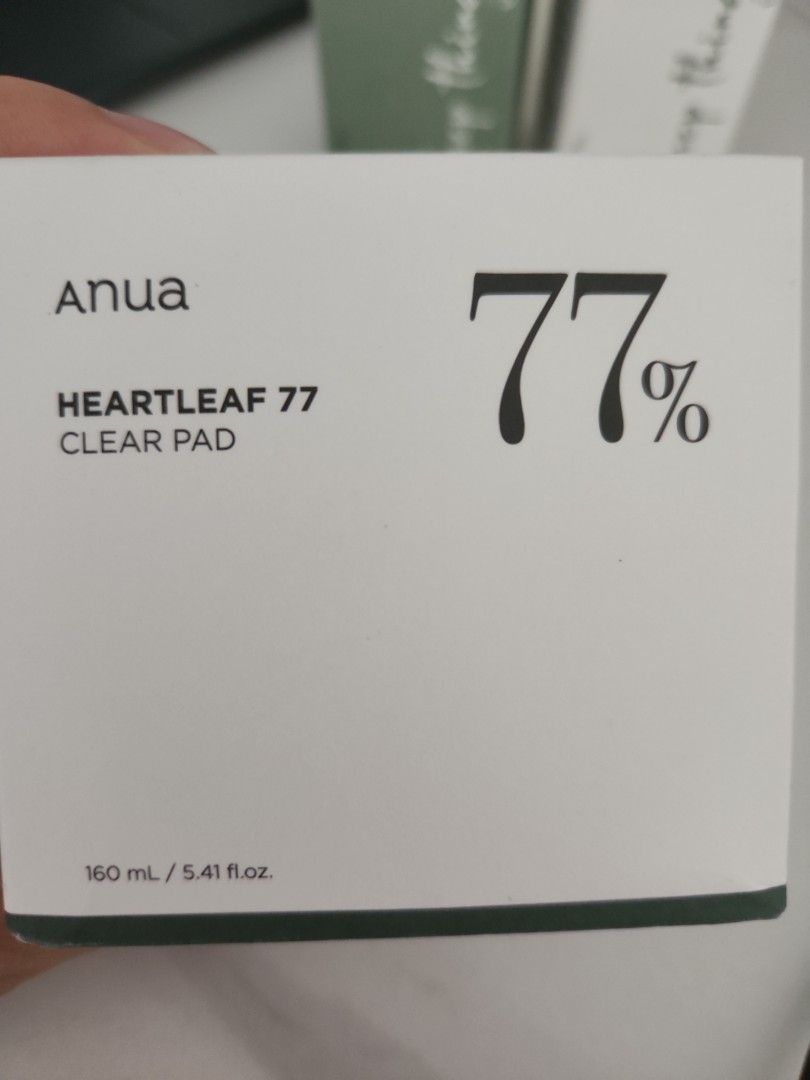 Anua
77%
HEARTLEAF 77
CLEAR PAD
160 mL / 5.41 fl.oz.